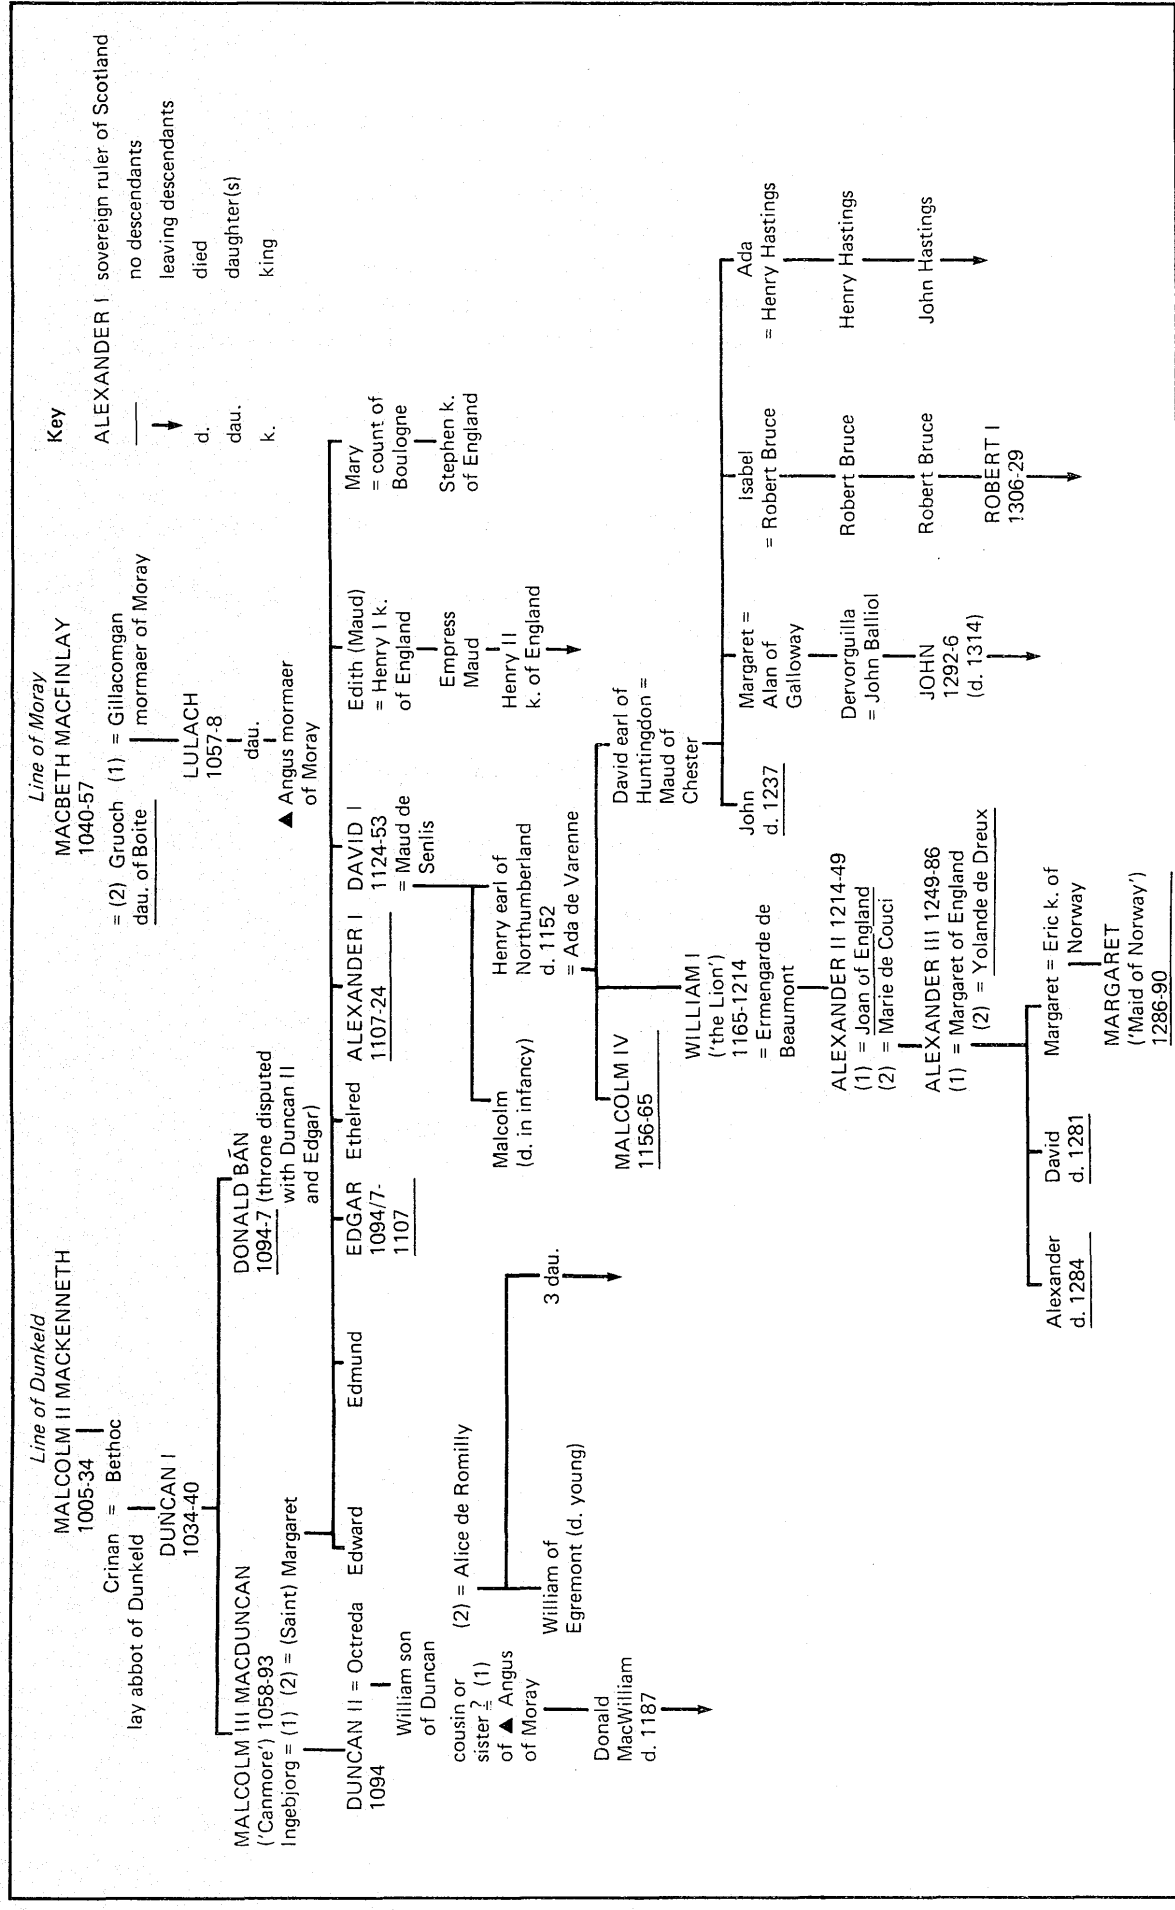 Line of Dunkeld
MALCOLM II MACKENNETH
1005-34
Crinan = Bethoc
lay abbot of Dunkeld
DUNCAN I
1034-40
MALCOLM III MACDUNCAN
('Canmore') 1058-93
Ingebjorg = (1) (2) = (Saint) Margaret
DONALD BÁN
1094-7 (throne disputed
with Duncan II
and Edgar)
Line of Moray
MACBETH MACFINLAY
1040-57
= (2) Gruoch (1) = Gillacomgan
dau. of Boite
mormaer of Moray
LULACH
1057-8
dau.
▲ Angus mormaer
of Moray
Key
ALEXANDER I sovereign ruler of Scotland
no descendants
leaving descendants
d. died
dau. daughter(s)
k. king
DUNCAN II = Octreda
1094
Edward
Edmund
EDGAR
1094/7-
1107
Ethelred
ALEXANDER I
1107-24
DAVID I
1124-53
= Maud de
Senlis
Edith (Maud)
= Henry I k.
of England
Empress
Maud
Henry II
k. of England
Mary
= count of
Boulogne
Stephen k.
of England
William son
of Duncan
cousin or
sister ? (1)
of ▲ Angus
of Moray
(2) = Alice de Romilly
Donald
MacWilliam
d. 1187
William of
Egremont (d. young)
3 dau.
Malcolm
(d. in infancy)
Henry earl of
Northumberland
d. 1152
= Ada de Varenne
MALCOLM IV
1156-65
WILLIAM I
('the Lion')
1165-1214
= Ermengarde de
Beaumont
David earl of
Huntingdon =
Maud of
Chester
John
d. 1237
Margaret =
Alan of
Galloway
Dervorguilla
= John Balliol
JOHN
1292-6
(d. 1314)
Isabel
= Robert Bruce
Robert Bruce
Robert Bruce
ROBERT I
1306-29
Ada
= Henry Hastings
Henry Hastings
John Hastings
ALEXANDER II 1214-49
(1) = Joan of England
(2) = Marie de Couci
ALEXANDER III 1249-86
(1) = Margaret of England
(2) = Yolande de Dreux
Alexander
d. 1284
David
d. 1281
Margaret = Eric k. of
Norway
MARGARET
('Maid of Norway')
1286-90